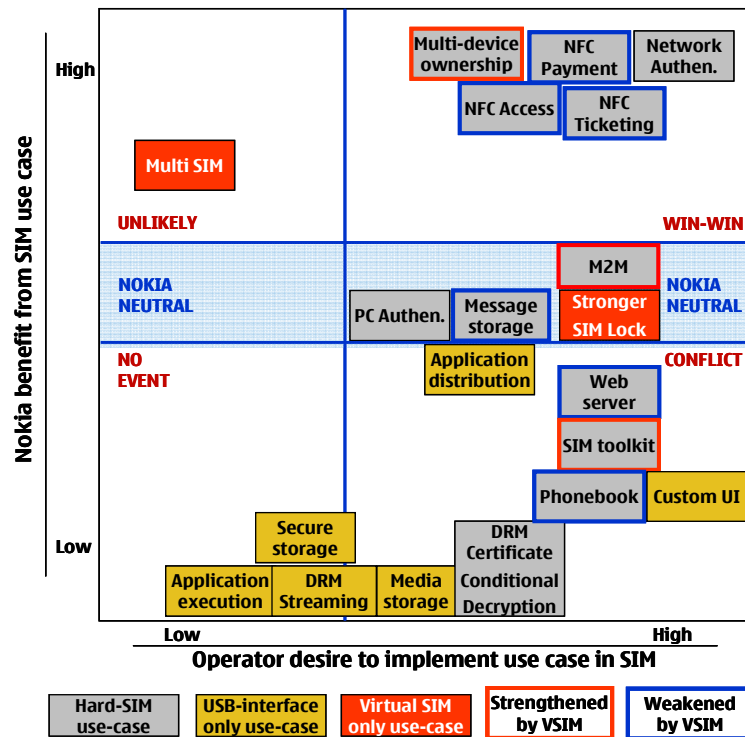 Nokia benefit from SIM use case
High
Low
Multi-device
ownership
NFC
Payment
Network
Authen.
NFC Access
NFC
Ticketing
Multi SIM
UNLIKELY
WIN-WIN
NOKIA
NEUTRAL
M2M
NOKIA
NEUTRAL
PC Authen.
Message
storage
Stronger
SIM Lock
NO
EVENT
Application
distribution
CONFLICT
Web
server
SIM toolkit
Phonebook
Custom UI
Secure
storage
DRM
Certificate
Conditional
Decryption
Application
execution
DRM
Streaming
Media
storage
Low
High
Operator desire to implement use case in SIM
Hard-SIM
use-case
USB-interface
only use-case
Virtual SIM
only use-case
Strengthened
by VSIM
Weakened
by VSIM